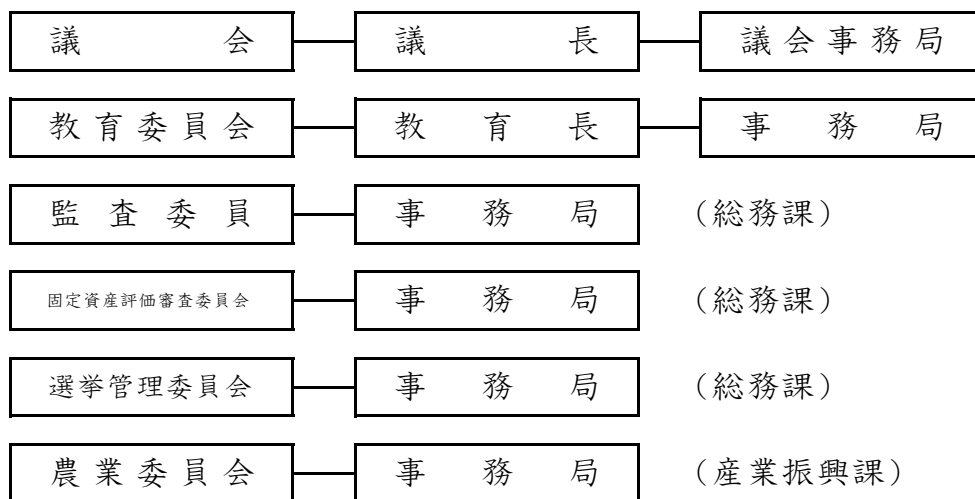 議会 議長 議会事務局
教育委員会 教育長 事務局
監査委員 事務局 (総務課)
固定資産評価審査委員会 事務局 (総務課)
選挙管理委員会 事務局 (総務課)
農業委員会 事務局 (産業振興課)